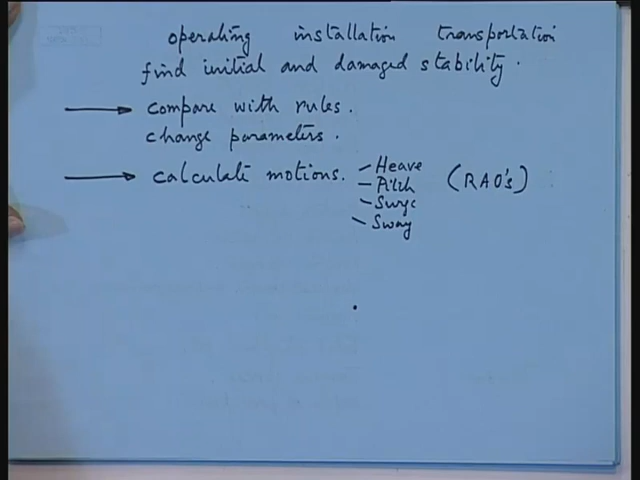 operating installation transportation
find initial and damaged stability.
→ compare with rules.
change parameters.
→ calculate motions. – Heave (RAO's)
– Pitch
– Surge
– Sway